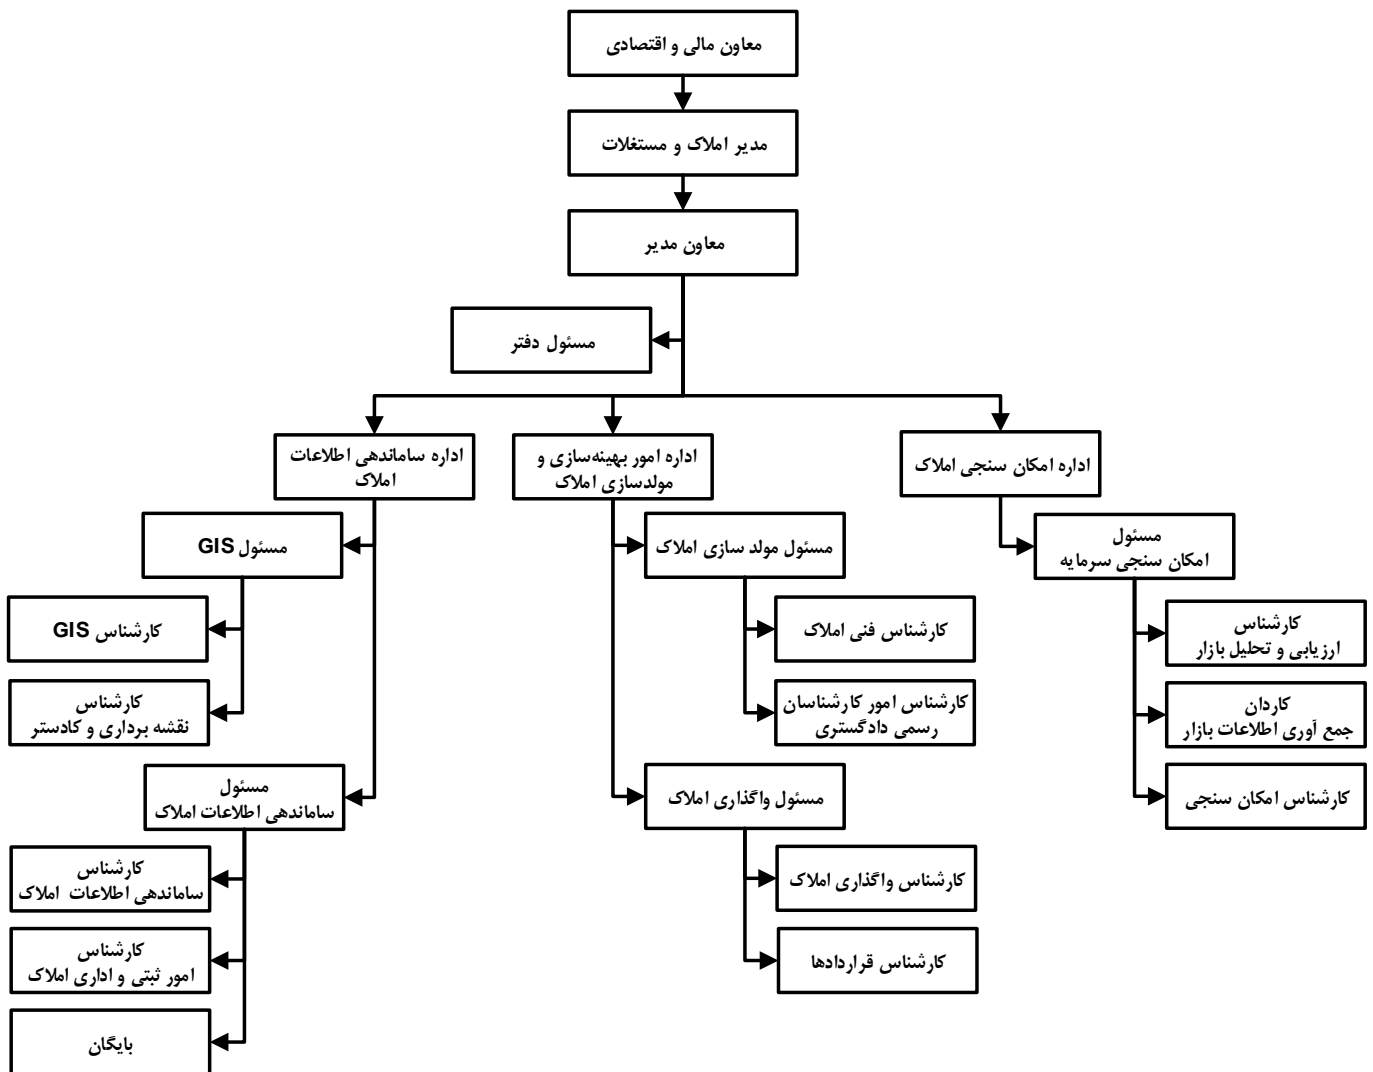 معاون مالی و اقتصادی
مدیر املاک و مستغلات
معاون مدیر
مسئول دفتر
اداره امکان سنجی املاک
مسئول
امکان سنجی سرمایه
کارشناس
ارزیابی و تحلیل بازار
کاردان
جمع آوری اطلاعات بازار
کارشناس امکان سنجی
اداره امور بهینه‌سازی و
مولدسازی املاک
مسئول مولد سازی املاک
کارشناس فنی املاک
کارشناس امور کارشناسان
رسمی دادگستری
مسئول واگذاری املاک
کارشناس واگذاری املاک
کارشناس قراردادها
اداره ساماندهی اطلاعات
املاک
مسئول GIS
کارشناس GIS
کارشناس
نقشه برداری و کادستر
مسئول
ساماندهی اطلاعات املاک
کارشناس
ساماندهی اطلاعات املاک
کارشناس
امور ثبتی و اداری املاک
بایگان